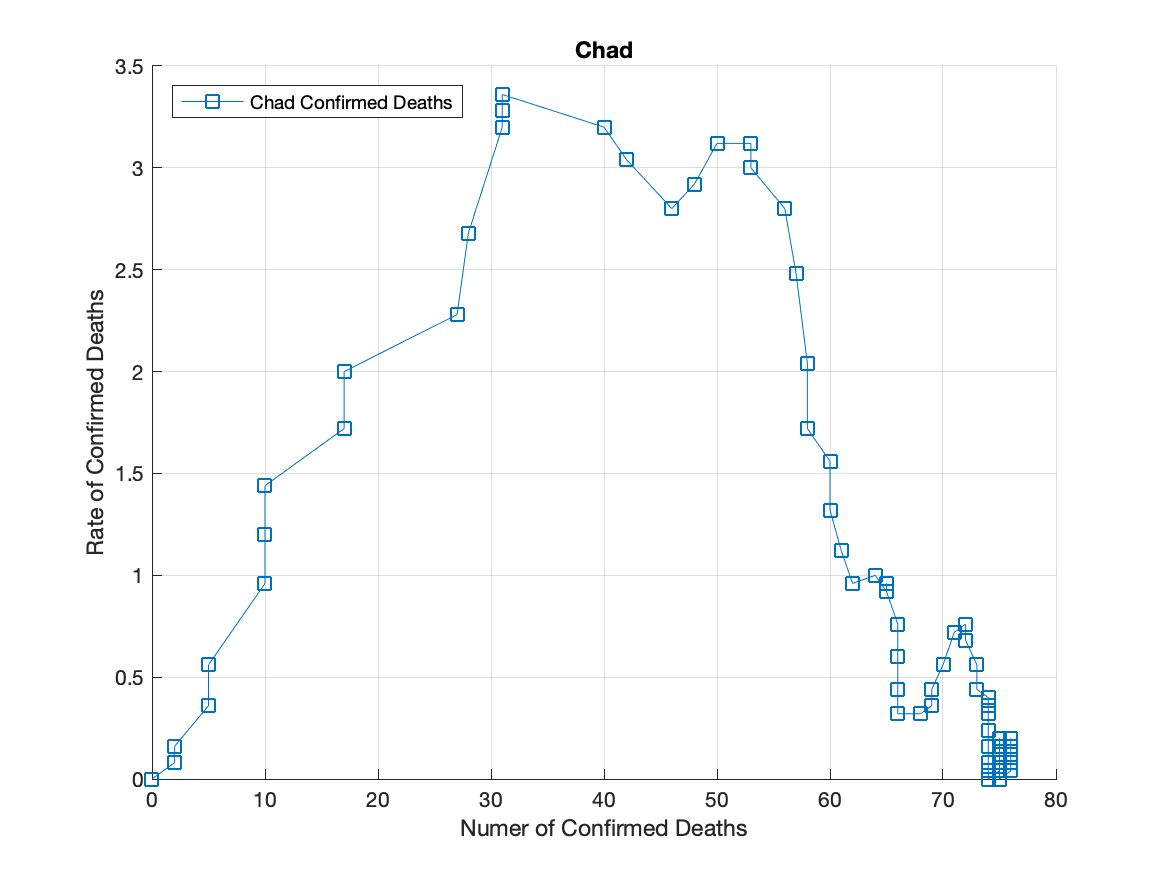 Chad
Chad Confirmed Deaths
3.5
3
2.5
2
1.5
1
0.5
0
Rate of Confirmed Deaths
0 10 20 30 40 50 60 70 80
Numer of Confirmed Deaths